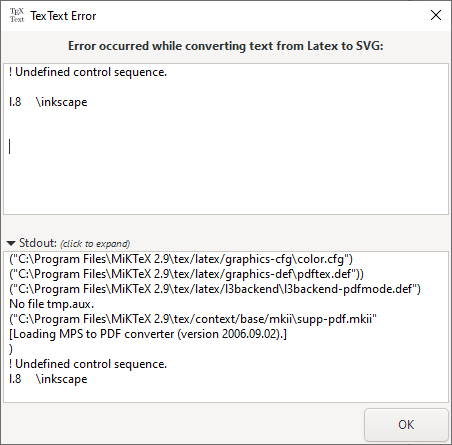 TEX
Text
TexText Error
Error occurred while converting text from Latex to SVG:
! Undefined control sequence.
l.8 \inkscape
Stdout: (click to expand)
("C:\Program Files\MiKTeX 2.9\tex/latex/graphics-cfg\color.cfg")
("C:\Program Files\MiKTeX 2.9\tex/latex/graphics-def\pdftex.def"))
("C:\Program Files\MiKTeX 2.9\tex/latex/l3backend\l3backend-pdfmode.def")
No file tmp.aux.
("C:\Program Files\MiKTeX 2.9\tex/context/base/mkii\supp-pdf.mkii"
[Loading MPS to PDF converter (version 2006.09.02).]
)
! Undefined control sequence.
l.8 \inkscape
OK